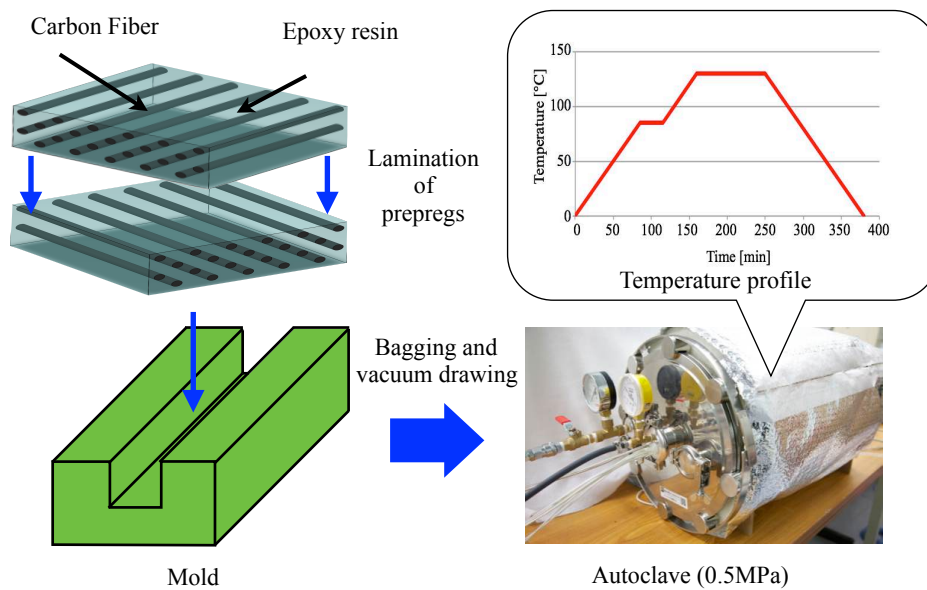 Carbon Fiber
Epoxy resin
Lamination
of
prepregs
Temperature [°C]
150
100
50
0
0
50
100
150
200
250
300
350
400
Time [min]
Temperature profile
Bagging and
vacuum drawing
Mold
Autoclave (0.5MPa)